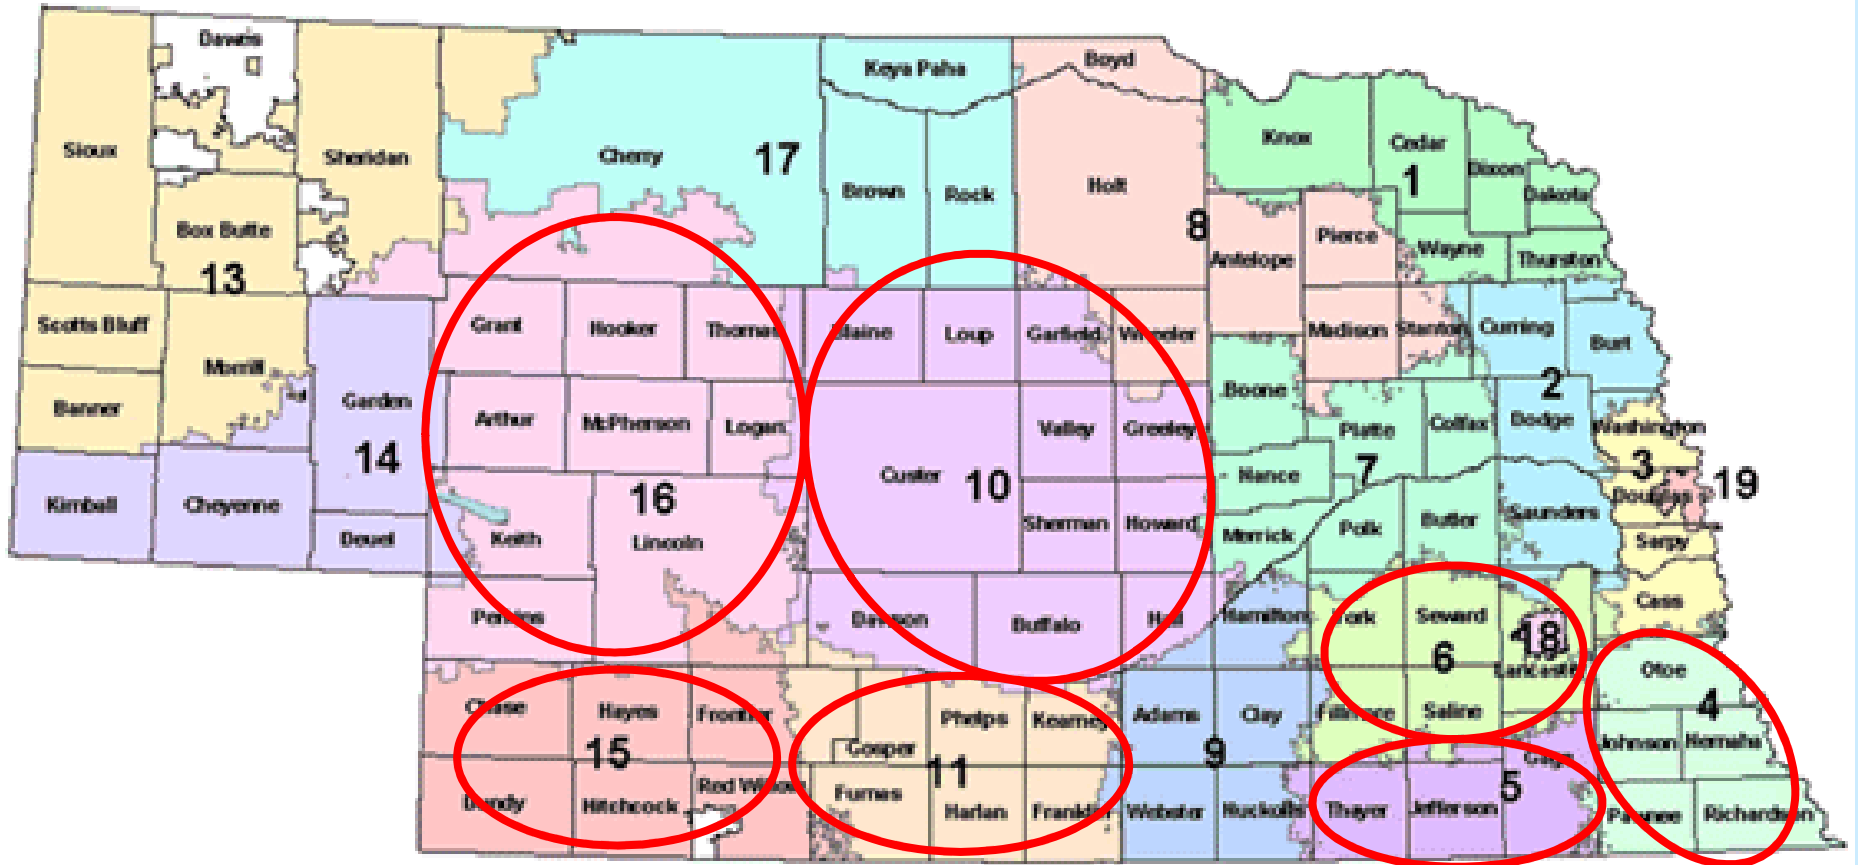 Dawes
Boyd
Keya Paha
Knox
Cedar
Sioux
Sheridan
Cherry
17
Dixon
1
Dakota
Brown
Rock
Holt
8
Box Butte
Pierce
Wayne
Antelope
Thurston
13
Scotts Bluff
Grant
Hooker
Thomas
Blaine
Loup
Garfield
Wheeler
Madison
Stanton
Cuming
Burt
Morrill
2
Banner
Garden
Arthur
McPherson
Logan
Valley
Greeley
Boone
Platte
Colfax
Dodge
Washington
14
3
7
Custer
10
Nance
19
Douglas
Kimball
Cheyenne
16
Deuel
Keith
Lincoln
Sherman
Howard
Merrick
Polk
Butler
Saunders
Sarpy
Perkins
Dawson
Buffalo
Hall
Hamilton
York
Seward
18
Cass
6
Lancaster
Otoe
Chase
Hayes
Frontier
Phelps
Kearney
Adams
Clay
Fillmore
Saline
4
15
Gosper
11
9
Gage
Johnson
Nemaha
5
Dundy
Hitchcock
Red Willow
Furnas
Harlan
Franklin
Webster
Nuckolls
Thayer
Jefferson
Pawnee
Richardson